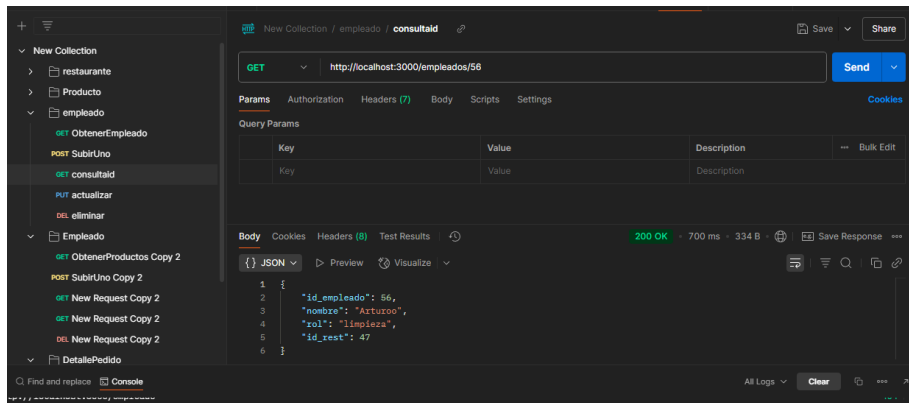 New Collection / empleado / consultaid
Save
Share
New Collection
restaurante
Producto
empleado
GET ObtenerEmpleado
POST SubirUno
GET consultaid
PUT actualizar
DEL eliminar
Empleado
GET ObtenerProductos Copy 2
POST SubirUno Copy 2
GET New Request Copy 2
GET New Request Copy 2
DEL New Request Copy 2
DetallePedido
GET http://localhost:3000/empleados/56
Send
Params Authorization Headers (7) Body Scripts Settings Cookies
Query Params
Key Value Description Bulk Edit
Key Value Description
Body Cookies Headers (8) Test Results 200 OK 700 ms 334 B Save Response
{} JSON Preview Visualize
1 {
2 "id_empleado": 56,
3 "nombre": "Arturoo",
4 "rol": "limpieza",
5 "id_rest": 47
6 }
Find and replace Console All Logs Clear